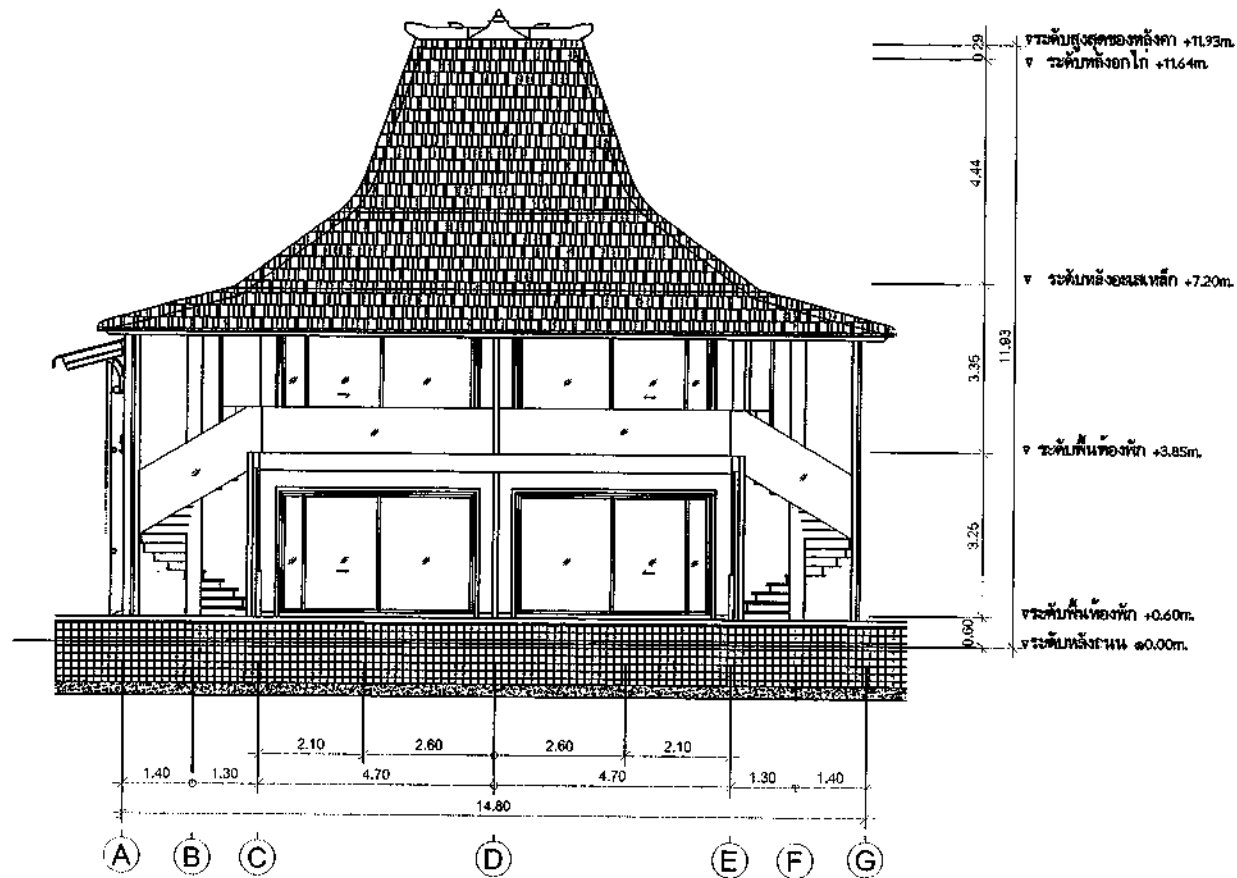 ระดับสูงสุดของหลังคา +11.93m.
ระดับหลังอกไก่ +11.64m.
0.29
4.44
ระดับหลังอะเสเหล็ก +7.20m.
3.35
11.93
ระดับพื้นห้องพัก +3.85m.
3.25
ระดับพื้นห้องพัก +0.60m.
0.60
ระดับหลังถนน ±0.00m.
2.10 2.60 2.60 2.10
1.40 1.30 4.70 4.70 1.30 1.40
14.80
A B C D E F G